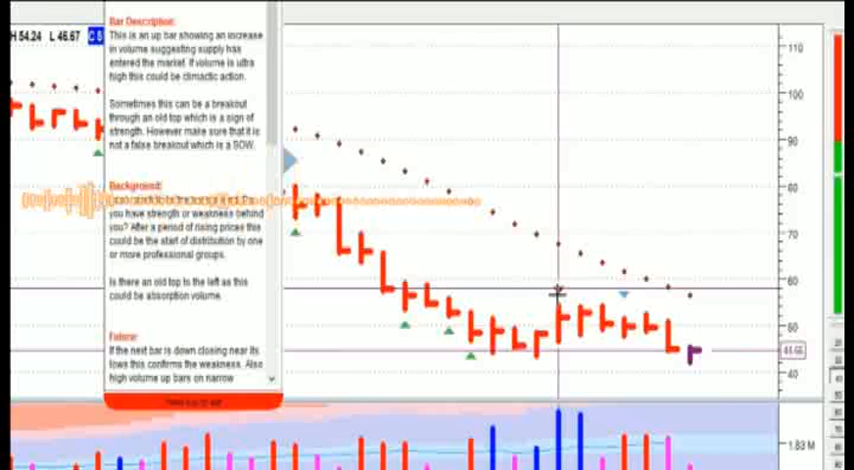 H 54.24 L 46.67 C 5
Bar Description:
This is an up bar showing an increase
in volume suggesting supply has
entered the market. If volume is ultra
high this could be climactic action.
Sometimes this can be a breakout
through an old top which is a sign of
strength. However make sure that it is
not a false breakout which is a SOW.
Background:
you have strength or weakness behind
you? After a period of rising prices this
could be the start of distribution by one
or more professional groups.
Is there an old top to the left as this
could be absorption volume.
Future:
If the next bar is down closing near its
lows this confirms the weakness. Also
high volume up bars on narrow
110
100
90
80
70
60
50
40
1.83 M